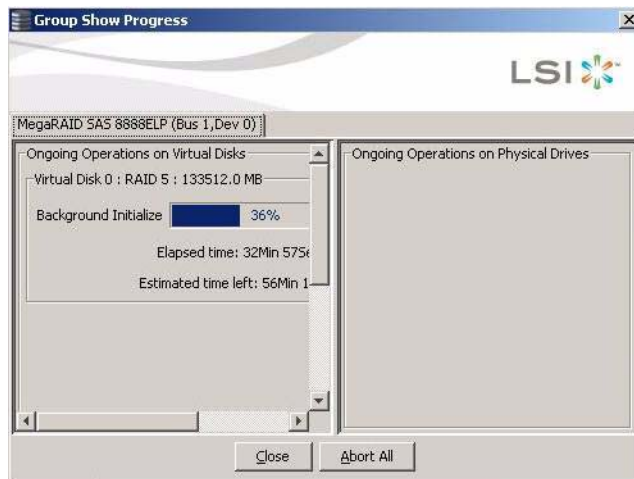 Group Show Progress
LSI
MegaRAID SAS 8888ELP (Bus 1,Dev 0)
Ongoing Operations on Virtual Disks
Virtual Disk 0 : RAID 5 : 133512.0 MB
Background Initialize 36%
Elapsed time: 32Min 57Se
Estimated time left: 56Min 1
Ongoing Operations on Physical Drives
Close
Abort All